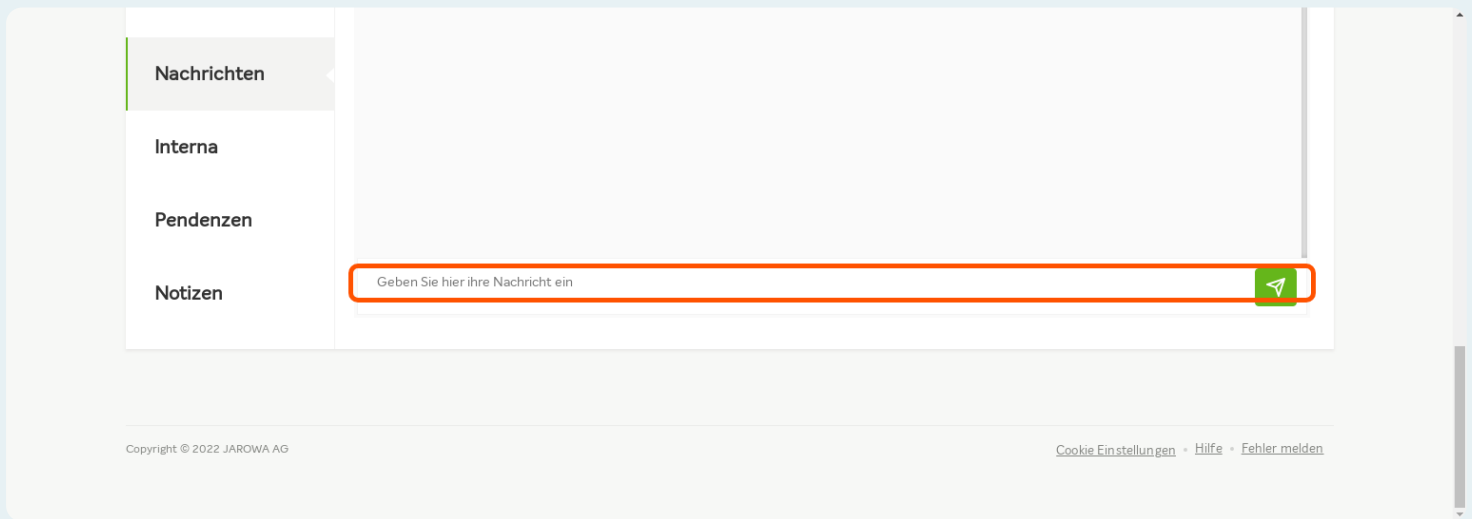 Nachrichten
Interna
Pendenzen
Notizen
Geben Sie hier ihre Nachricht ein
Copyright © 2022 JAROWA AG
Cookie Einstellungen • Hilfe • Fehler melden